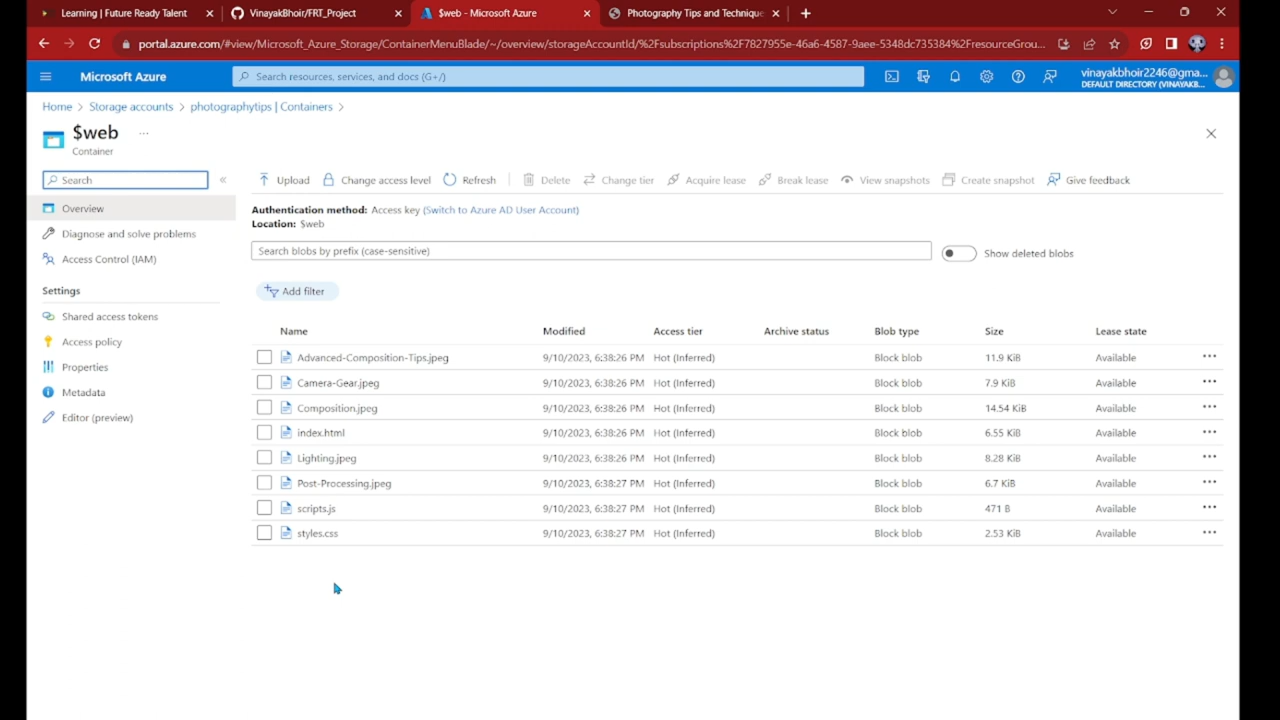 Learning | Future Ready Talent
VinayakBhoir/FRT_Project
$web - Microsoft Azure
Photography Tips and Technique
portal.azure.com/#view/Microsoft_Azure_Storage/ContainerMenuBlade/~/overview/storageAccountId/%2Fsubscriptions%2F7827955e-46a6-4587-9aee-5348dc735384%2FresourceGrou...
Microsoft Azure
Search resources, services, and docs (G+/)
vinayakbhoir2246@gma...
DEFAULT DIRECTORY (VINAYAKB...
Home > Storage accounts > photographytips | Containers >
$web ...
Container
Search
«
Upload Change access level Refresh Delete Change tier Acquire lease Break lease View snapshots Create snapshot Give feedback
Overview
Diagnose and solve problems
Access Control (IAM)
Settings
Shared access tokens
Access policy
Properties
Metadata
Editor (preview)
Authentication method: Access key (Switch to Azure AD User Account)
Location: $web
Search blobs by prefix (case-sensitive)
Show deleted blobs
Add filter
Name Modified Access tier Archive status Blob type Size Lease state
Advanced-Composition-Tips.jpeg 9/10/2023, 6:38:26 PM Hot (Inferred) Block blob 11.9 KiB Available ...
Camera-Gear.jpeg 9/10/2023, 6:38:26 PM Hot (Inferred) Block blob 7.9 KiB Available ...
Composition.jpeg 9/10/2023, 6:38:26 PM Hot (Inferred) Block blob 14.54 KiB Available ...
index.html 9/10/2023, 6:38:26 PM Hot (Inferred) Block blob 6.55 KiB Available ...
Lighting.jpeg 9/10/2023, 6:38:26 PM Hot (Inferred) Block blob 8.28 KiB Available ...
Post-Processing.jpeg 9/10/2023, 6:38:27 PM Hot (Inferred) Block blob 6.7 KiB Available ...
scripts.js 9/10/2023, 6:38:27 PM Hot (Inferred) Block blob 471 B Available ...
styles.css 9/10/2023, 6:38:27 PM Hot (Inferred) Block blob 2.53 KiB Available ...